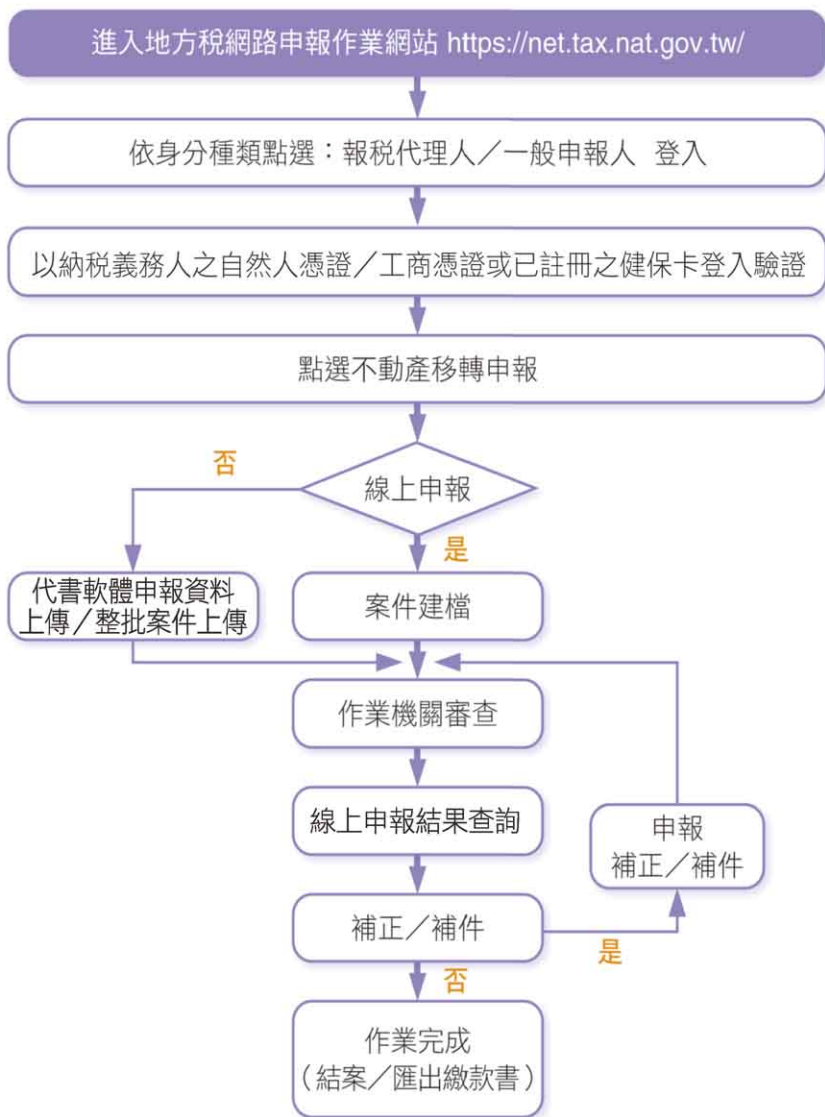 進入地方稅網路申報作業網站 https://net.tax.nat.gov.tw/
依身分種類點選：報稅代理人／一般申報人 登入
以納稅義務人之自然人憑證／工商憑證或已註冊之健保卡登入驗證
點選不動產移轉申報
線上申報
否
是
代書軟體申報資料
上傳／整批案件上傳
案件建檔
作業機關審查
線上申報結果查詢
申報
補正／補件
補正／補件
是
否
作業完成
（結案／匯出繳款書）